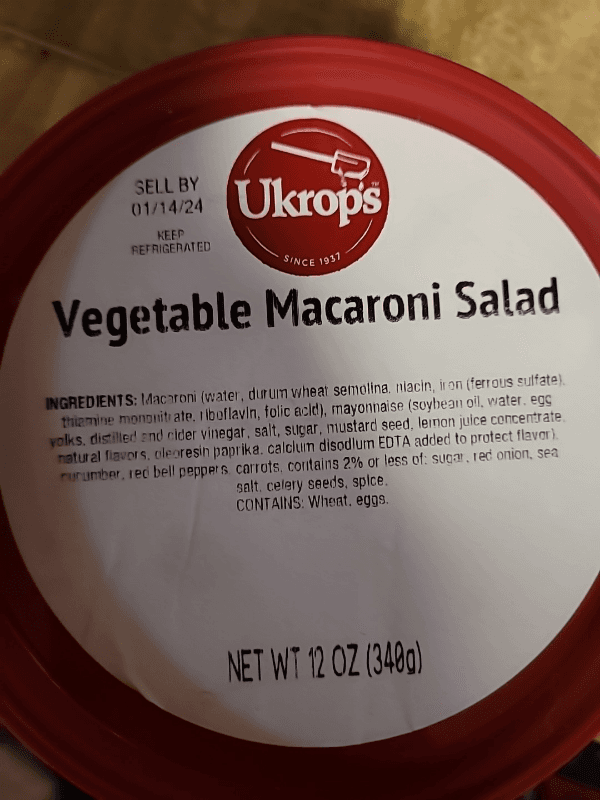 SELL BY
01/14/24
KEEP
REFRIGERATED
Ukrop's™
SINCE 1937
Vegetable Macaroni Salad
INGREDIENTS: Macaroni (water, durum wheat semolina, niacin, iron (ferrous sulfate),
thiamine mononitrate, riboflavin, folic acid), mayonnaise (soybean oil, water, egg
yolks, distilled and cider vinegar, salt, sugar, mustard seed, lemon juice concentrate,
natural flavors, oleoresin paprika, calcium disodium EDTA added to protect flavor),
cucumber, red bell peppers, carrots, contains 2% or less of: sugar, red onion, sea
salt, celery seeds, spice.
CONTAINS: Wheat, eggs.
NET WT 12 OZ (340g)